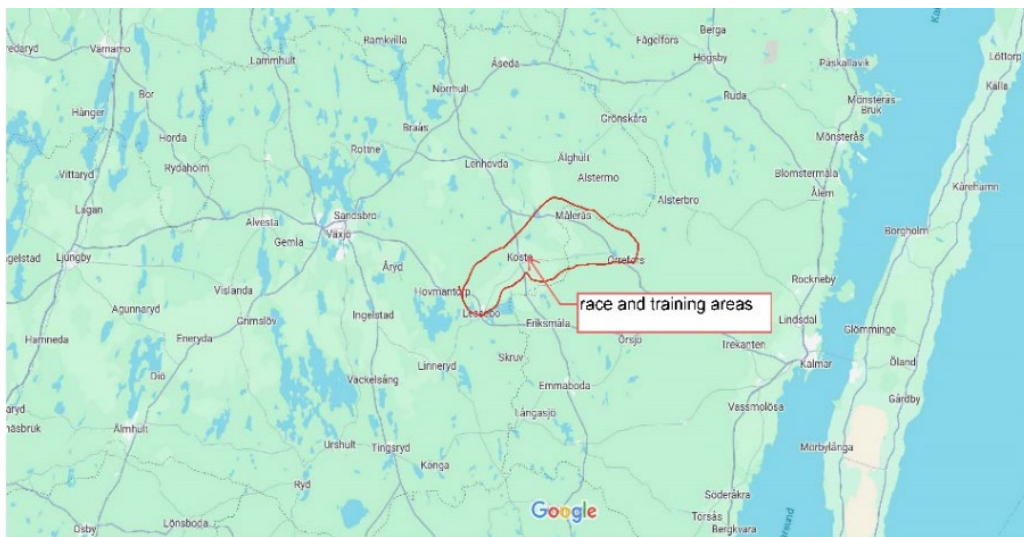 Ramkvilla
Berga
Fågelfors
Värnamo
Lammhult
Åseda
Högsby
Påskallavik
Löttorp
Källa
Bor
Norrhult
Ruda
Mönsterås
Bruk
Hånger
Horda
Braås
Grönskåra
Mönsterås
Rottne
Rydaholm
Lenhovda
Älghult
Vittaryd
Alstermo
Blomstermåla
Ålem
Kårehamn
Alsterbro
Lagan
Sandsbro
Målerås
Alvesta
Växjö
Borgholm
Gemla
Ljungby
Kosta
Orrefors
Åryd
Rockneby
Vislanda
Hovmantorp
race and training areas
Agunnaryd
Ingelstad
Lessebo
Grimslöv
Eriksmåla
Lindsdal
Glömminge
Hamneda
Eneryda
Örsjö
Trekanten
Skruv
Kalmar
Öland
Linneryd
Diö
Väckelsång
Emmaboda
Gårdby
Vassmolösa
Långasjö
Älmhult
Urshult
Tingsryd
Mörbylånga
Konga
Ryd
Söderåkra
Google
Torsås
Lönsboda
Osby
Bergkvara